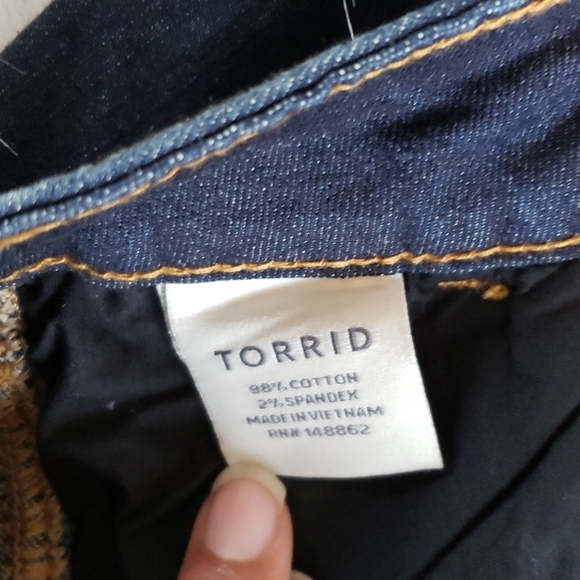 TORRID
98% COTTON
2% SPANDEX
MADE IN VIETNAM
RN# 148862